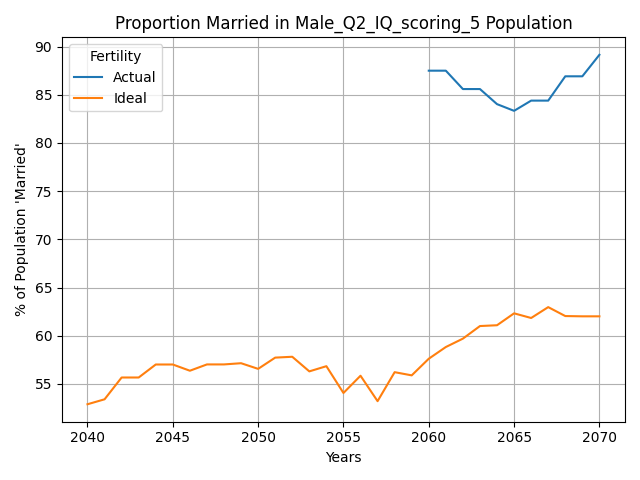 Proportion Married in Male_Q2_IQ_scoring_5 Population
Fertility
Actual
Ideal
90
85
80
75
70
65
60
55
% of Population 'Married'
2040 2045 2050 2055 2060 2065 2070
Years